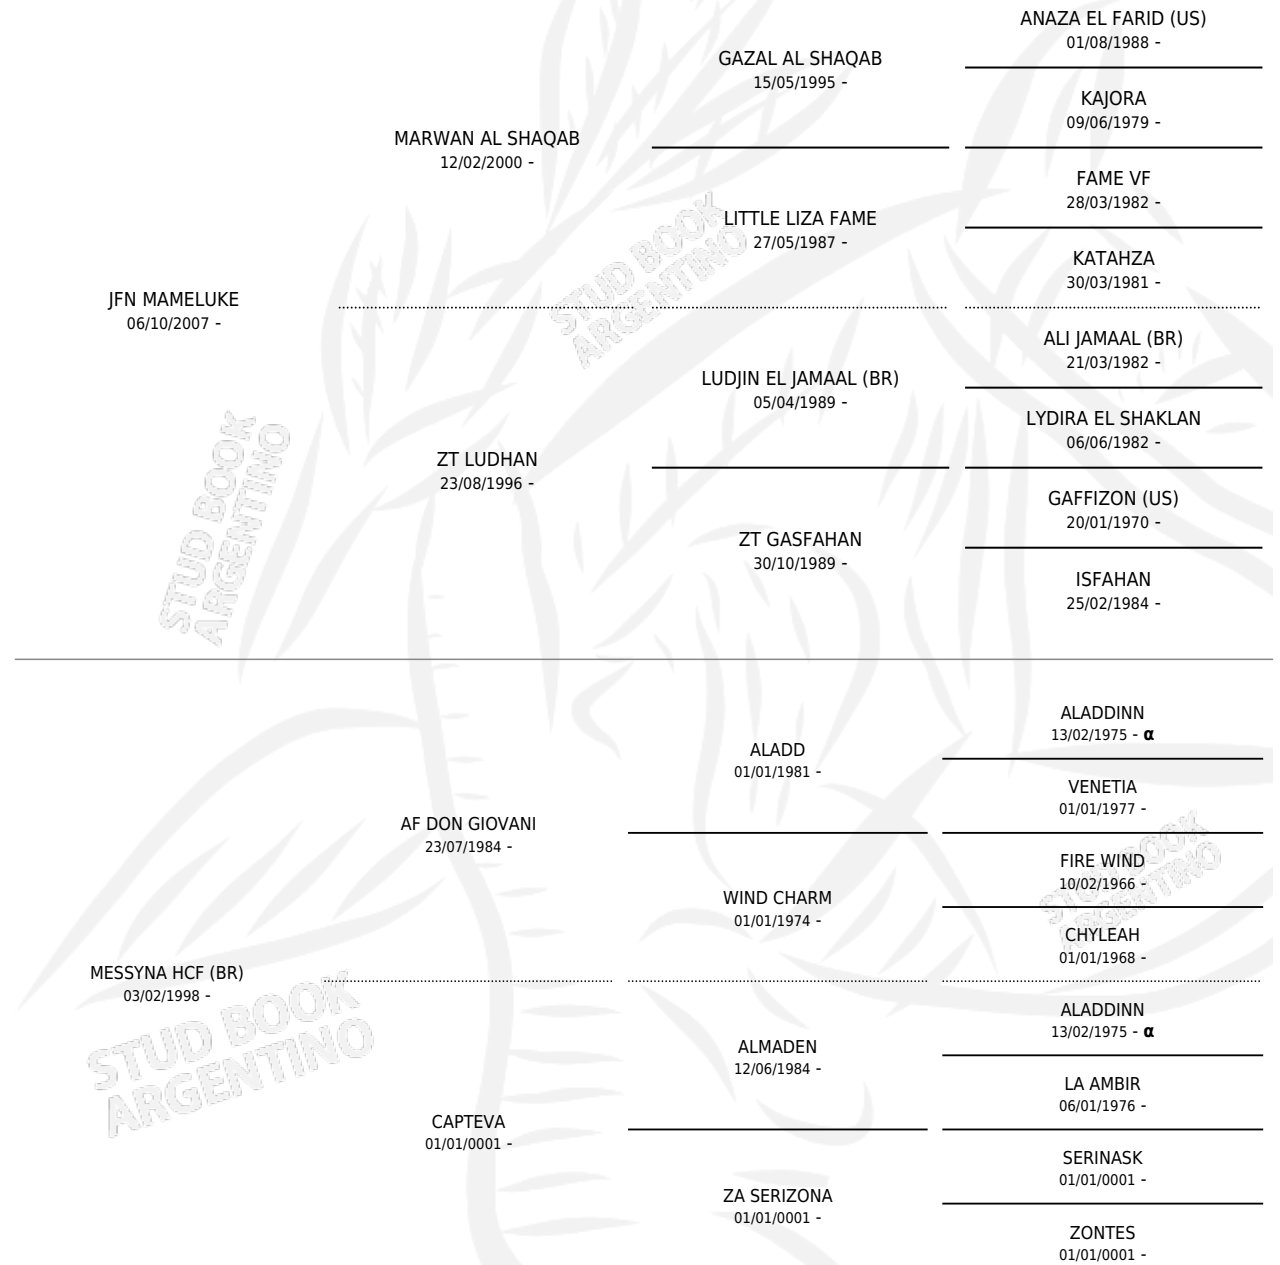 ANAZA EL FARID (US)
01/08/1988 -
GAZAL AL SHAQAB
15/05/1995 -
KAJORA
09/06/1979 -
MARWAN AL SHAQAB
12/02/2000 -
FAME VF
28/03/1982 -
LITTLE LIZA FAME
27/05/1987 -
KATAHZA
30/03/1981 -
JFN MAMELUKE
06/10/2007 -
ALI JAMAAL (BR)
21/03/1982 -
LUDJIN EL JAMAAL (BR)
05/04/1989 -
LYDIRA EL SHAKLAN
06/06/1982 -
ZT LUDHAN
23/08/1996 -
GAFFIZON (US)
20/01/1970 -
ZT GASFAHAN
30/10/1989 -
ISFAHAN
25/02/1984 -
STUD BOOK
ARGENTINO
STUD BOOK
ARGENTINO
ALADDINN
13/02/1975 - α
ALADD
01/01/1981 -
VENETIA
01/01/1977 -
AF DON GIOVANI
23/07/1984 -
FIRE WIND
10/02/1966 -
WIND CHARM
01/01/1974 -
CHYLEAH
01/01/1968 -
MESSYNA HCF (BR)
03/02/1998 -
ALADDINN
13/02/1975 - α
ALMADEN
12/06/1984 -
LA AMBIR
06/01/1976 -
CAPTEVA
01/01/0001 -
SERINASK
01/01/0001 -
ZA SERIZONA
01/01/0001 -
ZONTES
01/01/0001 -
STUD BOOK
ARGENTINO
STUD BOOK
ARGENTINO